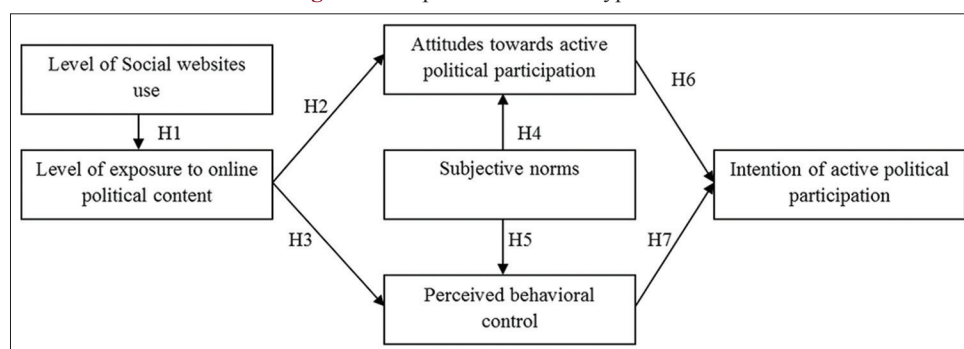 Level of Social websites
use
H1
Level of exposure to online
political content
H2
H3
Attitudes towards active
political participation
H4
Subjective norms
H5
Perceived behavioral
control
H6
H7
Intention of active political
participation